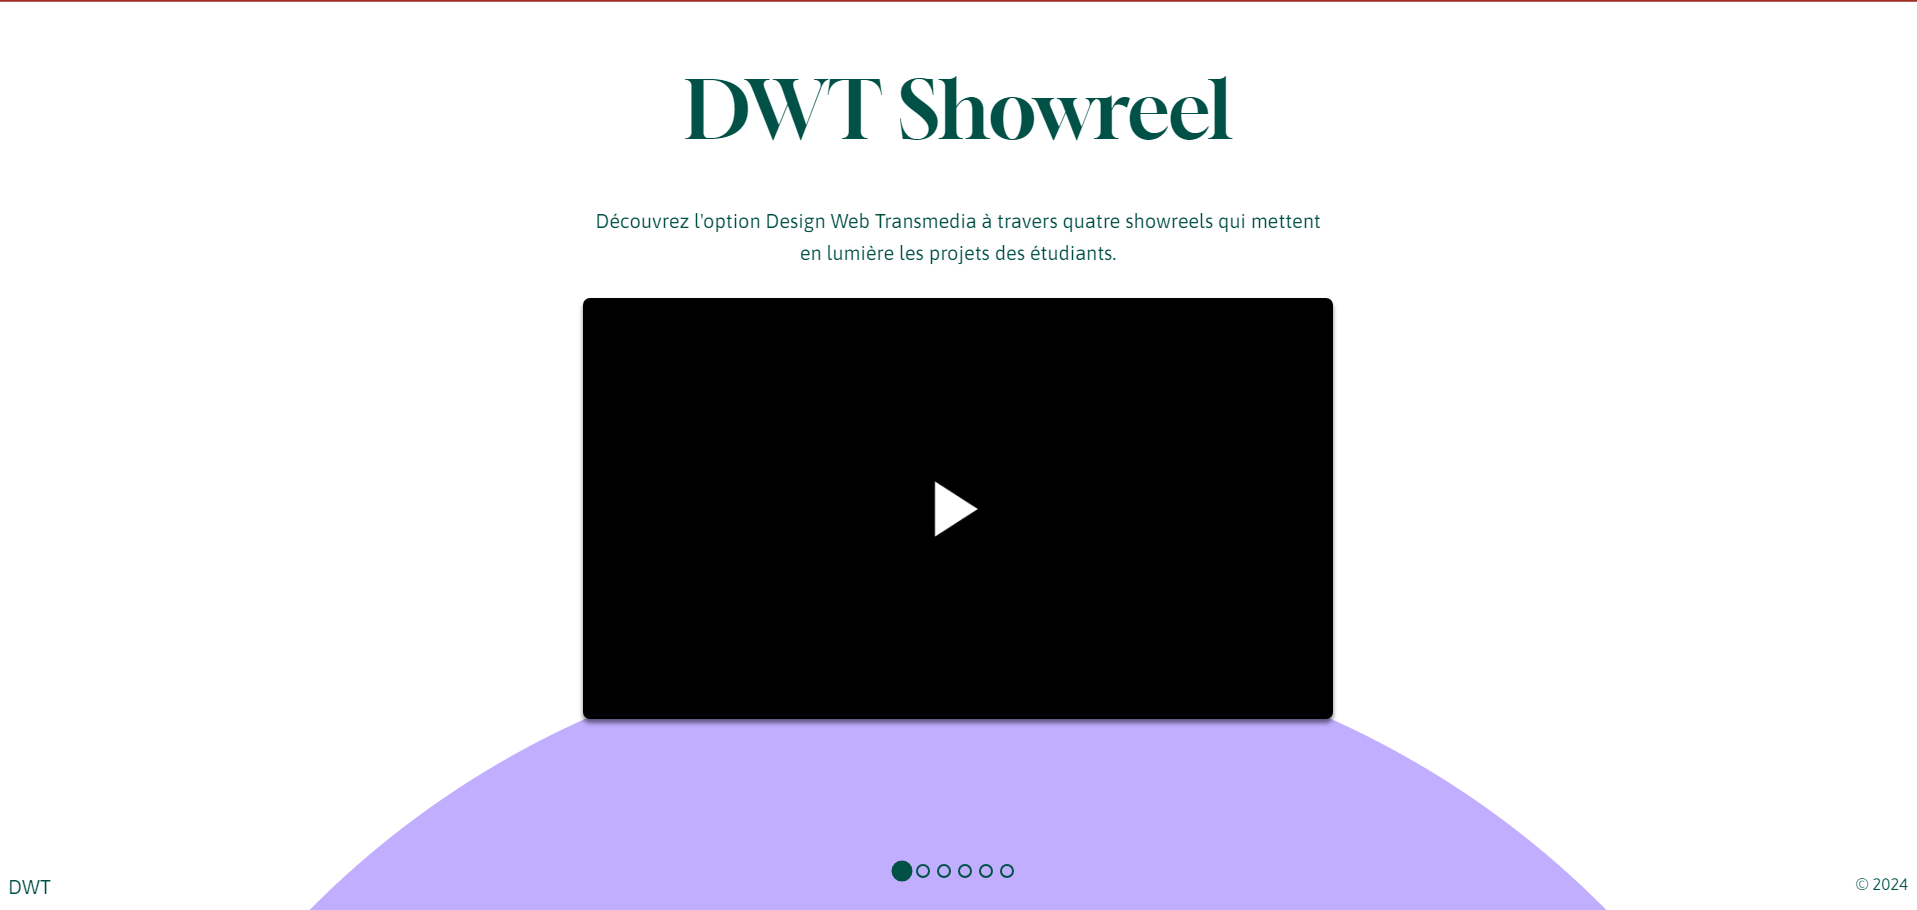 DWT Showreel
Découvrez l'option Design Web Transmedia à travers quatre showreels qui mettent
en lumière les projets des étudiants.
DWT
© 2024